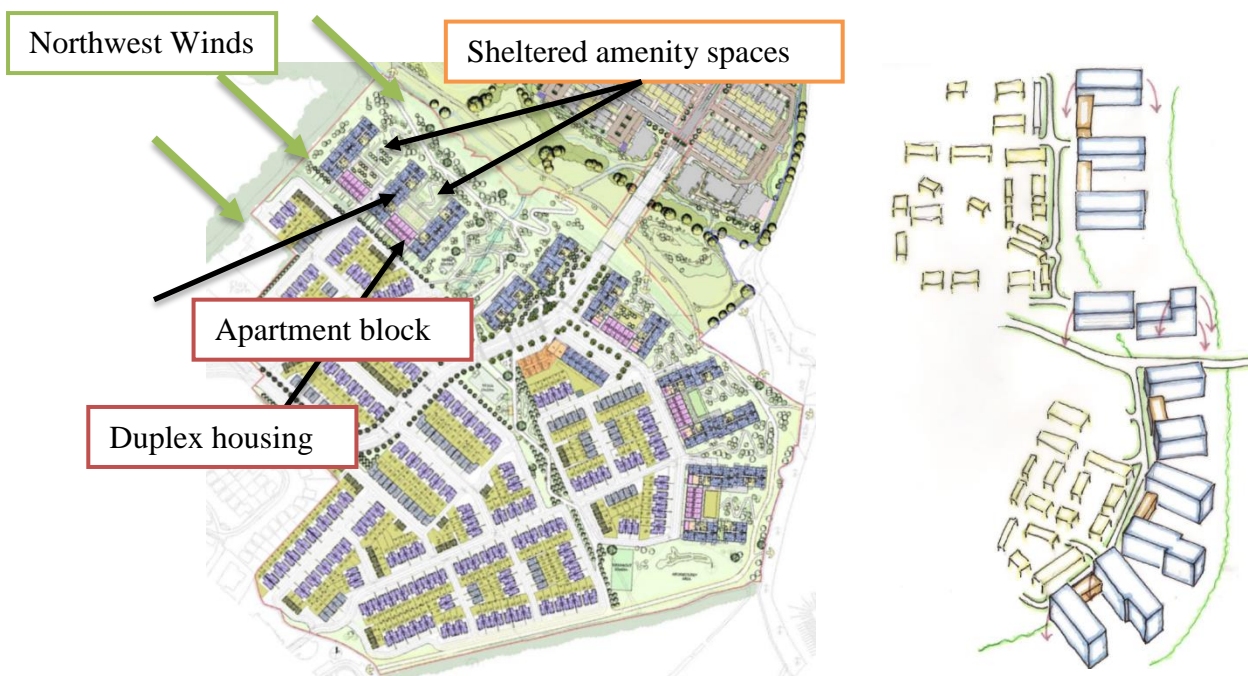 Northwest Winds
Sheltered amenity spaces
Apartment block
Duplex housing